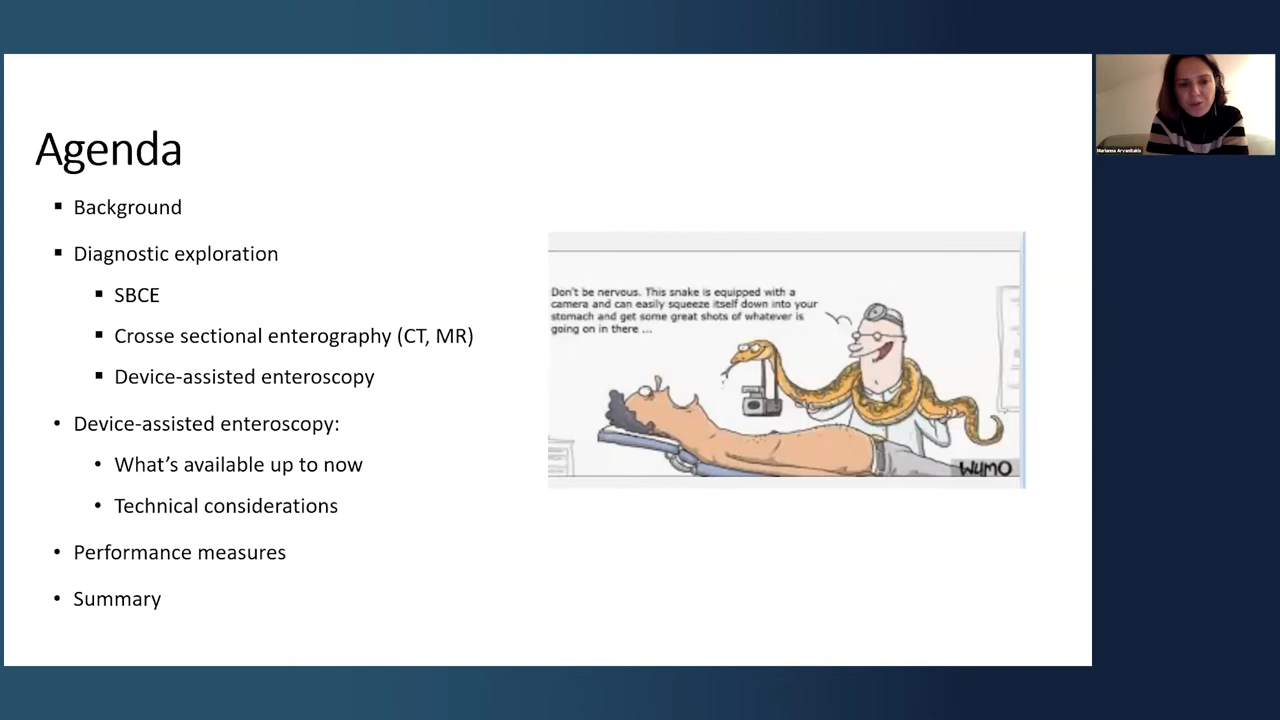 Agenda
Background
Diagnostic exploration
SBCE
Crosse sectional enterography (CT, MR)
Device-assisted enteroscopy
Device-assisted enteroscopy:
What's available up to now
Technical considerations
Performance measures
Summary
Don't be nervous. This snake is equipped with a
camera and can easily squeeze itself down into your
stomach and get some great shots of whatever is
going on in there ...
WUMO
Marianna Arvanitakis